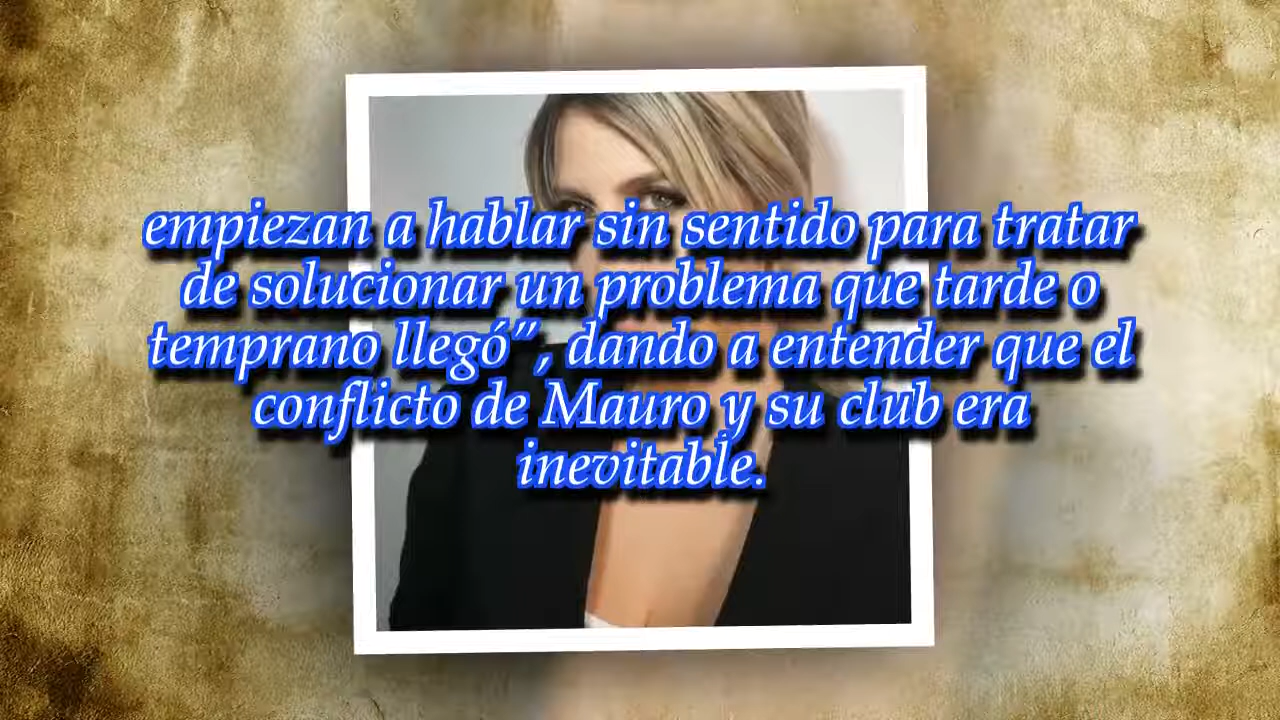 empiezan a hablar sin sentido para tratar
de solucionar un problema que tarde o
temprano llegó”, dando a entender que el
conflicto de Mauro y su club era
inevitable.